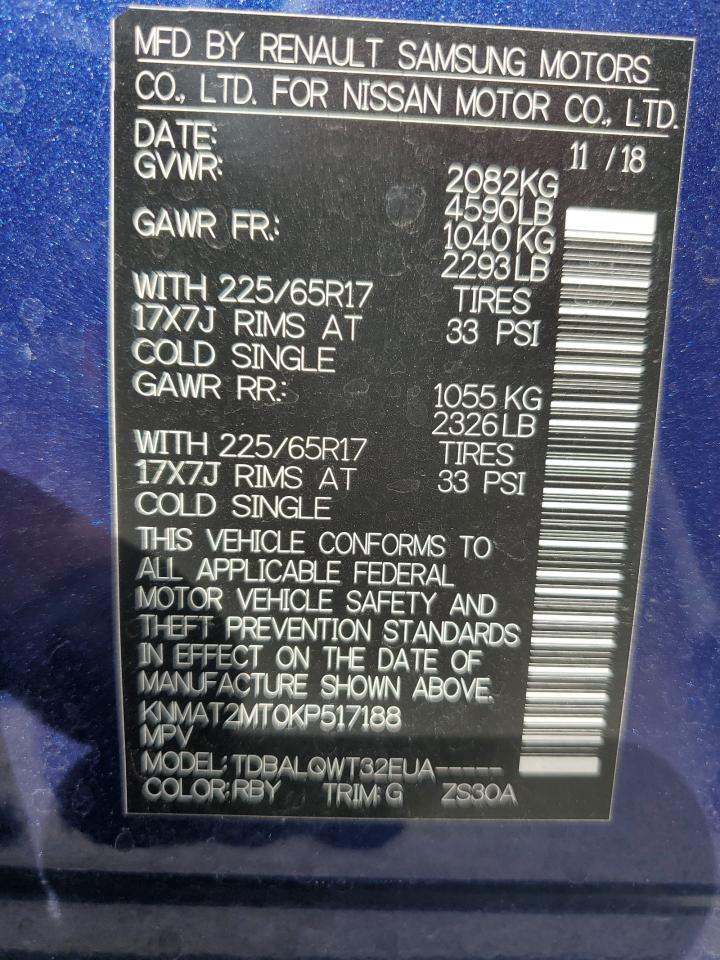 MFD BY RENAULT SAMSUNG MOTORS
CO., LTD. FOR NISSAN MOTOR CO., LTD.
DATE: 11 / 18
GVWR: 2082KG
4590LB
GAWR FR.: 1040 KG
2293LB
WITH 225/65R17 TIRES
17X7J RIMS AT 33 PSI
COLD SINGLE
GAWR RR.: 1055 KG
2326LB
WITH 225/65R17 TIRES
17X7J RIMS AT 33 PSI
COLD SINGLE
THIS VEHICLE CONFORMS TO
ALL APPLICABLE FEDERAL
MOTOR VEHICLE SAFETY AND
THEFT PREVENTION STANDARDS
IN EFFECT ON THE DATE OF
MANUFACTURE SHOWN ABOVE.
KNMAT2MT0KP517188
MPV
MODEL: TDBALQWT32EUA-----
COLOR:RBY TRIM:G ZS30A